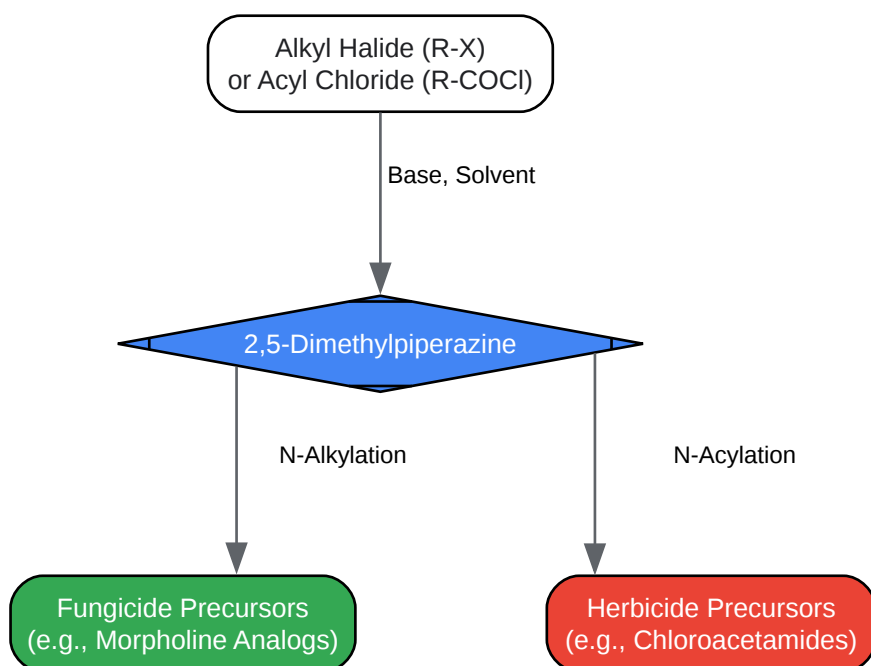 Alkyl Halide (R-X)
or Acyl Chloride (R-COCl)
Base, Solvent
2,5-Dimethylpiperazine
N-Alkylation
N-Acylation
Fungicide Precursors
(e.g., Morpholine Analogs)
Herbicide Precursors
(e.g., Chloroacetamides)